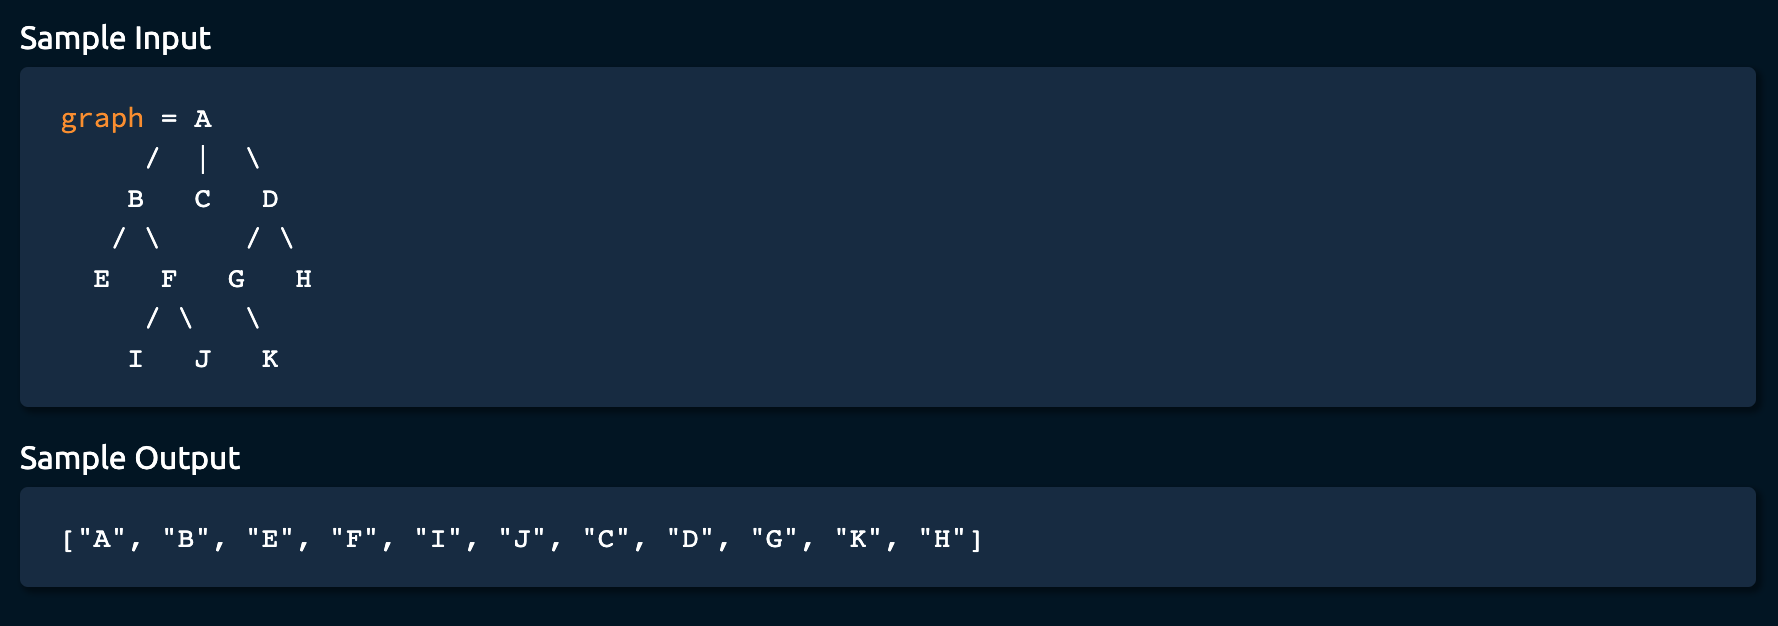 Sample Input
graph = A
     /  |  \
    B   C   D
   / \     / \
  E   F   G   H
     / \   \
    I   J   K
Sample Output
["A", "B", "E", "F", "I", "J", "C", "D", "G", "K", "H"]